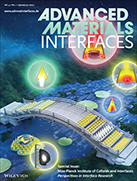 www.advmatinterfaces.de
ADVANCED
MATERIALS
INTERFACES
Special Issue:
Max Planck Institute of Colloids and Interfaces
Perspectives in Interface Research
WILEY-VCH